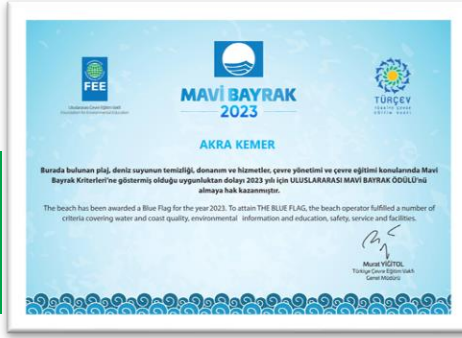 FEE
Uluslararası Çevre Eğitim Vakfı
Foundation for Environmental Education
MAVİ BAYRAK
2023
TÜRÇEV
TÜRKİYE ÇEVRE
EĞİTİM VAKFI
AKRA KEMER
Burada bulunan plaj, deniz suyunun temizliği, donanım ve hizmetler, çevre yönetimi ve çevre eğitimi konularında Mavi
Bayrak Kriterleri'ne göstermiş olduğu uygunluktan dolayı 2023 yılı için ULUSLARARASI MAVİ BAYRAK ÖDÜLÜ'nü
almaya hak kazanmıştır.
The beach has been awarded a Blue Flag for the year 2023. To attain THE BLUE FLAG, the beach operator fulfilled a number of
criteria covering water and coast quality, environmental information and education, safety, service and facilities.
Murat YİĞİTOL
Türkiye Çevre Eğitim Vakfı
Genel Müdürü